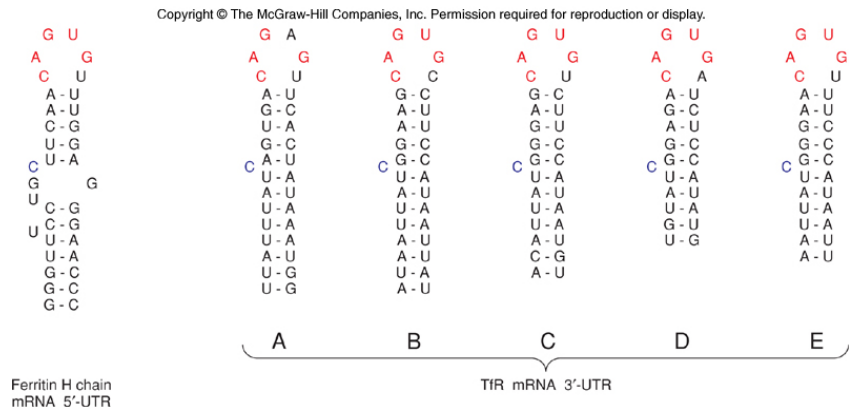 Copyright © The McGraw-Hill Companies, Inc. Permission required for reproduction or display.
G U G A G U G U G U G U
A G A G A G A G A G A G
C U C U C C C U C A C U
A - U A - U G - C G - C A - U A - U
A - U G - C A - U A - U G - C A - U
C - G U - A A - U G - U A - U G - C
U - G G - C G - C G - C G - C G - C
U - A A - U G - C G - C G - C G - C
C C C C C C
G G U - A U - A U - A U - A U - A
U A - U A - U A - U A - U A - U
C - G U - A U - A U - A U - A U - A
U C - G U - A U - A U - A G - U U - A
U - A U - A A - U A - U U - G A - U
U - A A - U A - U C - G A - U
G - C U - G U - A A - U
G - C U - G A - U
G - C
A B C D E
Ferritin H chain
mRNA 5′-UTR
TfR mRNA 3′-UTR